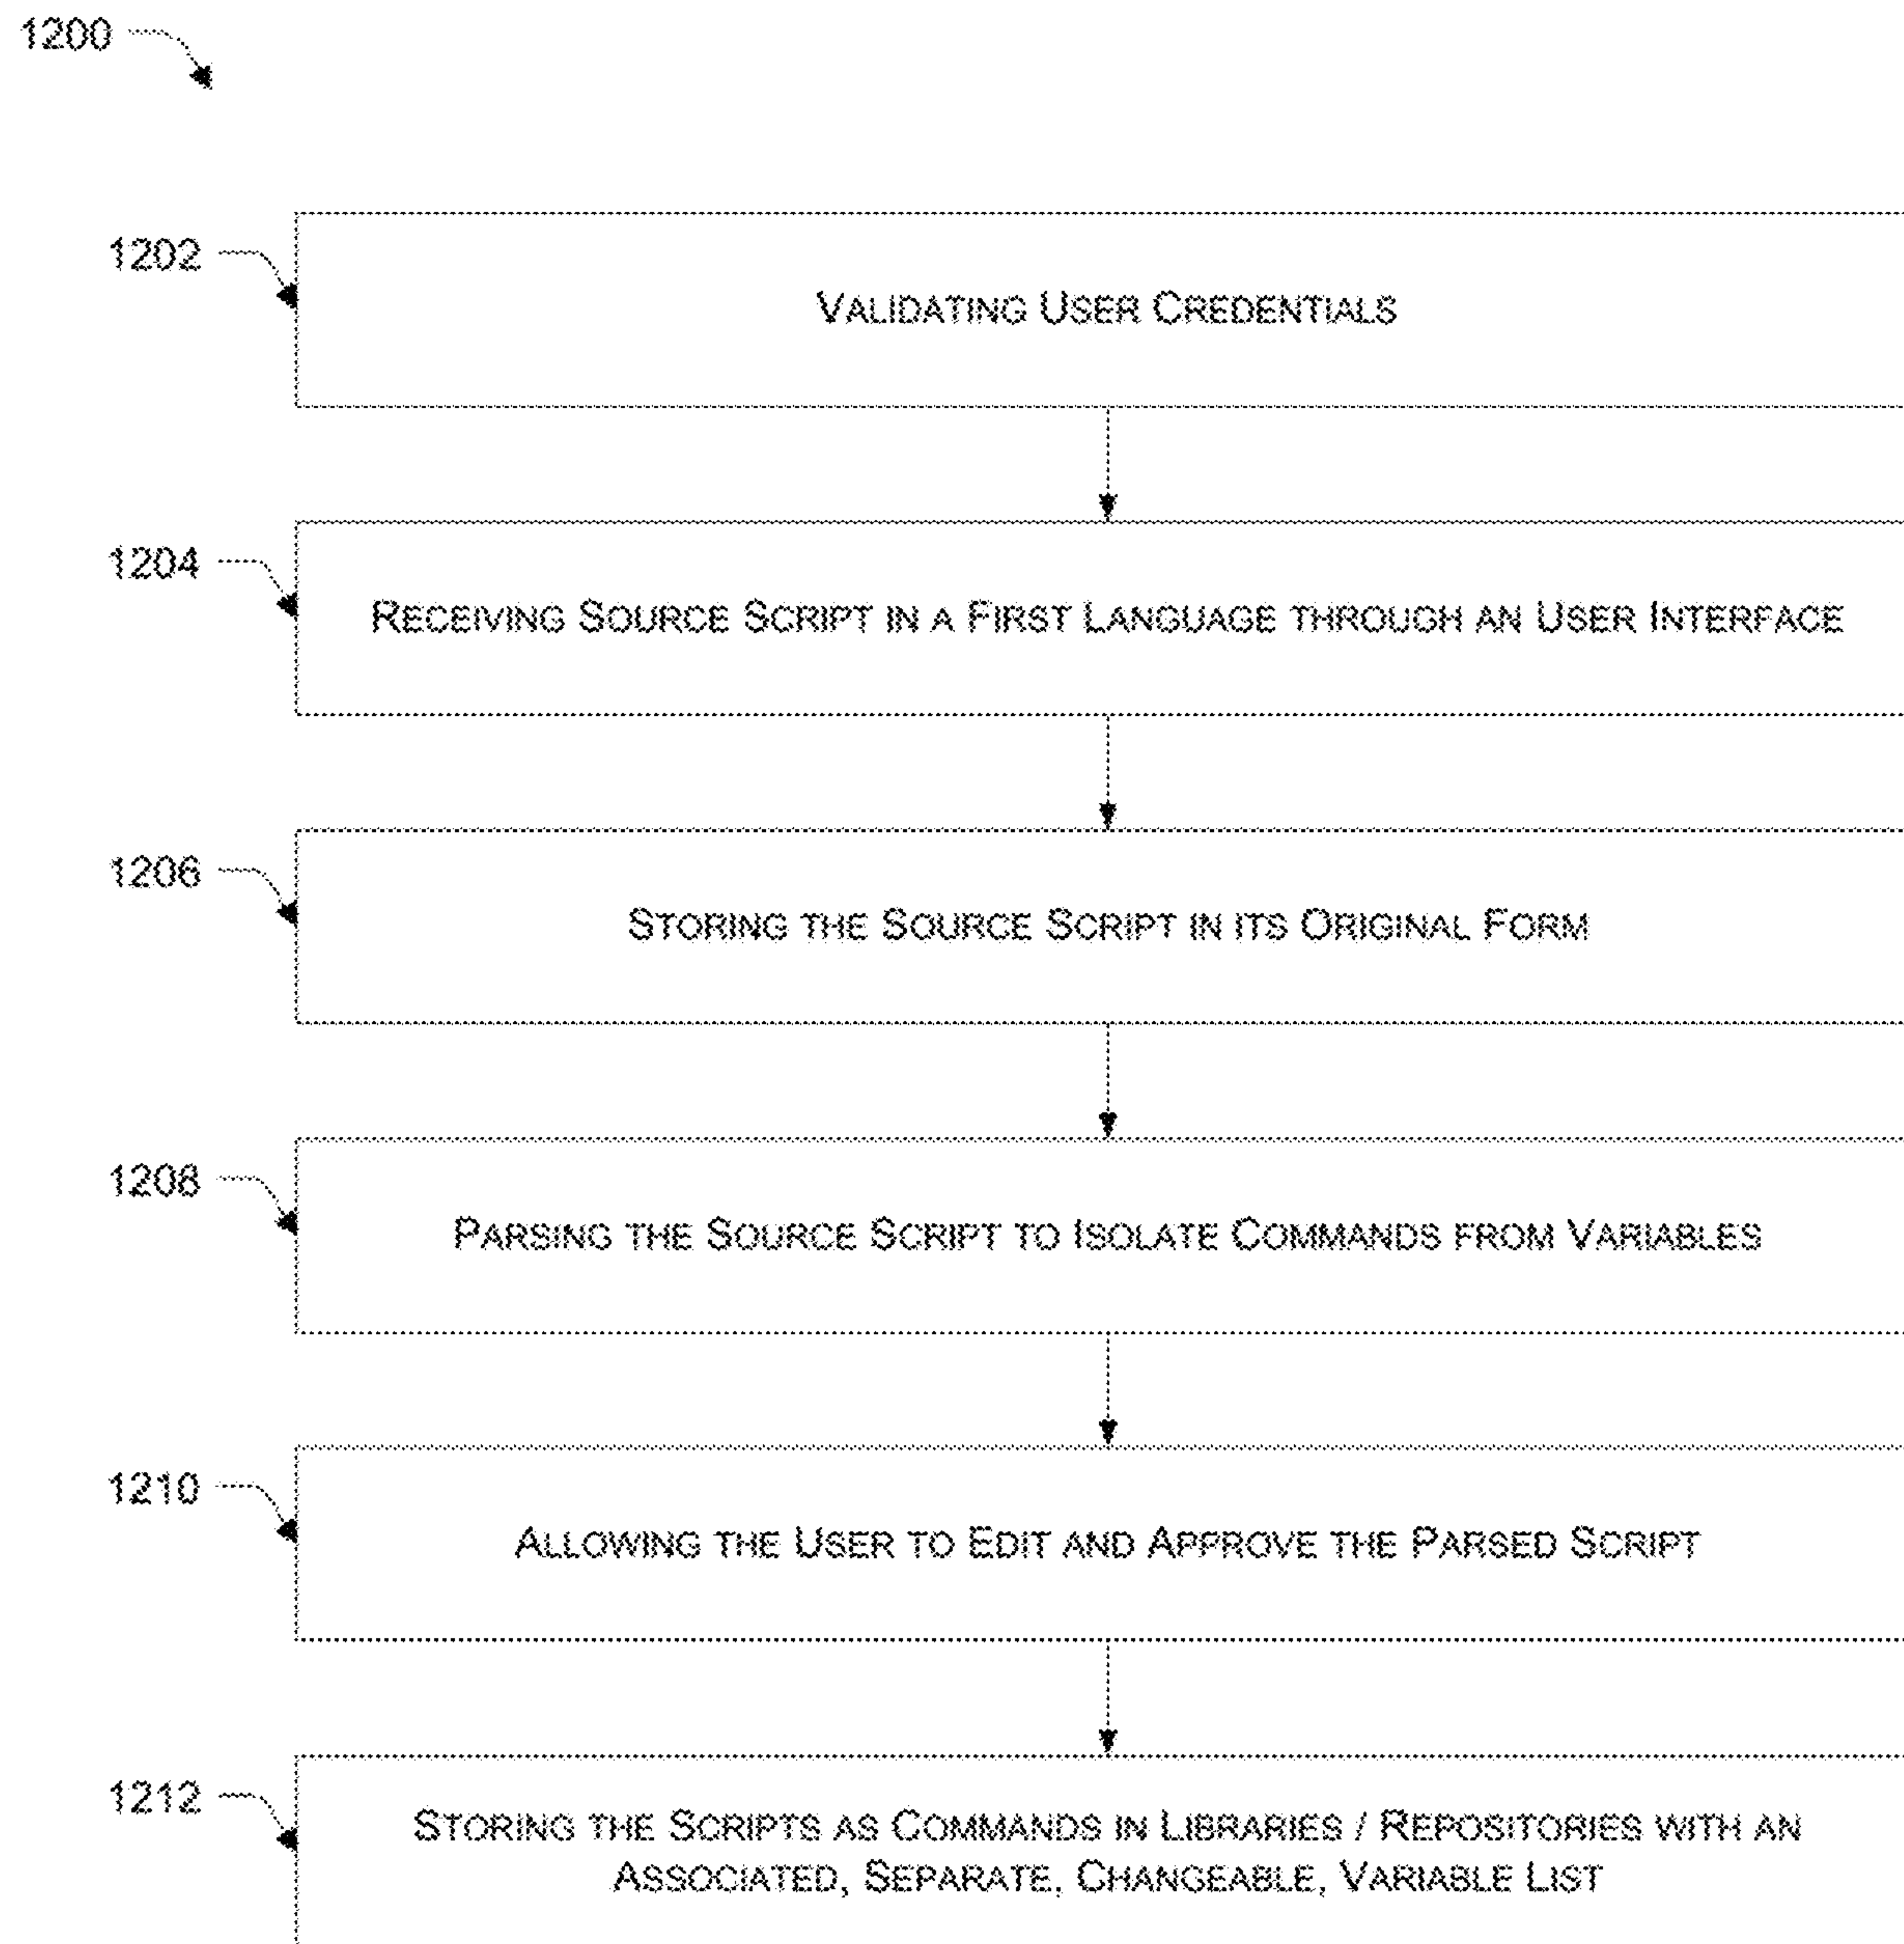 1200
1202
VALIDATING USER CREDENTIALS
1204
RECEIVING SOURCE SCRIPT IN A FIRST LANGUAGE THROUGH AN USER INTERFACE
1206
STORING THE SOURCE SCRIPT IN ITS ORIGINAL FORM
1208
PARSING THE SOURCE SCRIPT TO ISOLATE COMMANDS FROM VARIABLES
1210
ALLOWING THE USER TO EDIT AND APPROVE THE PARSED SCRIPT
1212
STORING THE SCRIPTS AS COMMANDS IN LIBRARIES / REPOSITORIES WITH AN
ASSOCIATED, SEPARATE, CHANGEABLE, VARIABLE LIST